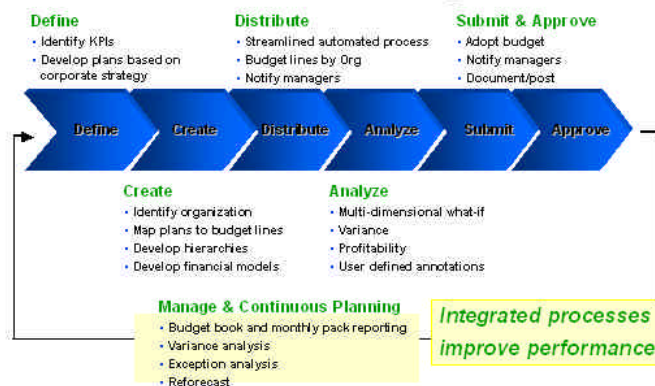 Define
• Identify KPIs
• Develop plans based on
corporate strategy
Distribute
• Streamlined automated process
• Budget lines by Org
• Notify managers
Submit & Approve
• Adopt budget
• Notify managers
• Document/post
Define
Create
Distribute
Analyze
Submit
Approve
Create
• Identify organization
• Map plans to budget lines
• Develop hierarchies
• Develop financial models
Analyze
• Multi-dimensional what-if
• Variance
• Profitability
• User defined annotations
Manage & Continuous Planning
• Budget book and monthly pack reporting
• Variance analysis
• Exception analysis
• Reforecast
Integrated processes
improve performance